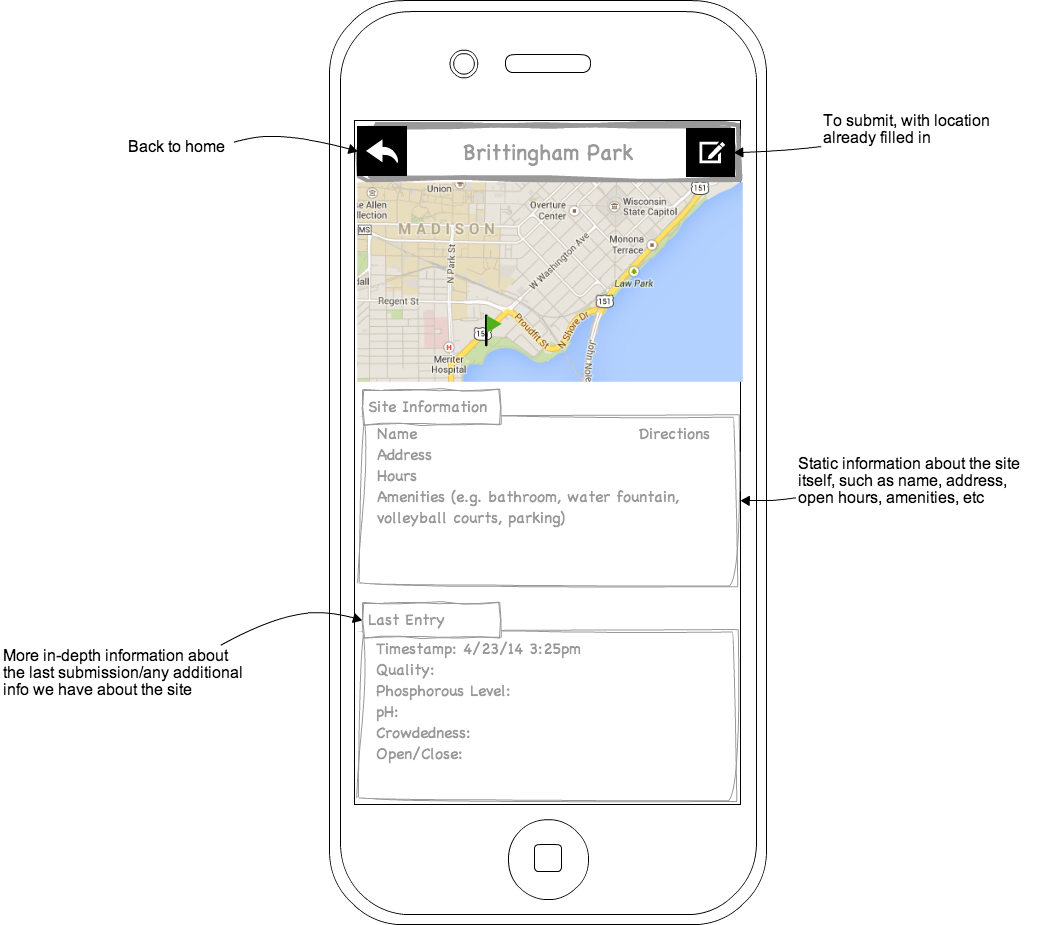 Back to home
To submit, with location
already filled in
Brittingham Park
Union
151
Allen
llection
Overture
Center
Wisconsin
State Capitol
MS
MADISON
Monona
Terrace
N Park St
W Washington Ave
Law Park
Regent St
151
Proudfit St
N Shore Dr
John Nole
H
Meriter
Hospital
Site Information
Name
Directions
Address
Hours
Amenities (e.g. bathroom, water fountain,
volleyball courts, parking)
Static information about the site
itself, such as name, address,
open hours, amenities, etc
Last Entry
Timestamp: 4/23/14 3:25pm
Quality:
Phosphorous Level:
pH:
Crowdedness:
Open/Close:
More in-depth information about
the last submission/any additional
info we have about the site